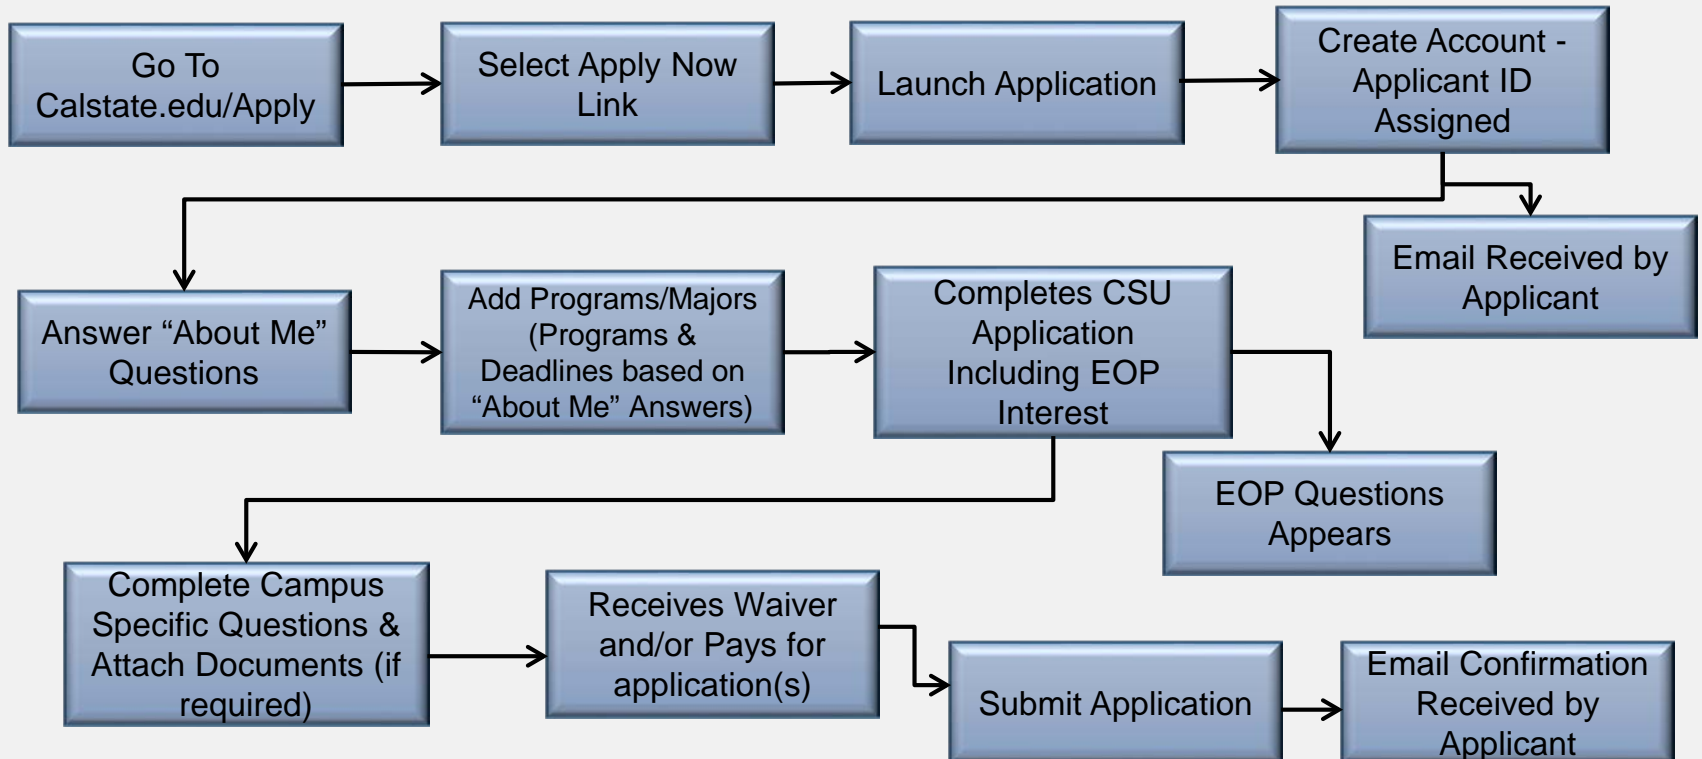 Go To
Calstate.edu/Apply
Select Apply Now
Link
Launch Application
Create Account -
Applicant ID
Assigned
Email Received by
Applicant
Answer “About Me”
Questions
Add Programs/Majors
(Programs &
Deadlines based on
“About Me” Answers)
Completes CSU
Application
Including EOP
Interest
EOP Questions
Appears
Complete Campus
Specific Questions &
Attach Documents (if
required)
Receives Waiver
and/or Pays for
application(s)
Submit Application
Email Confirmation
Received by
Applicant